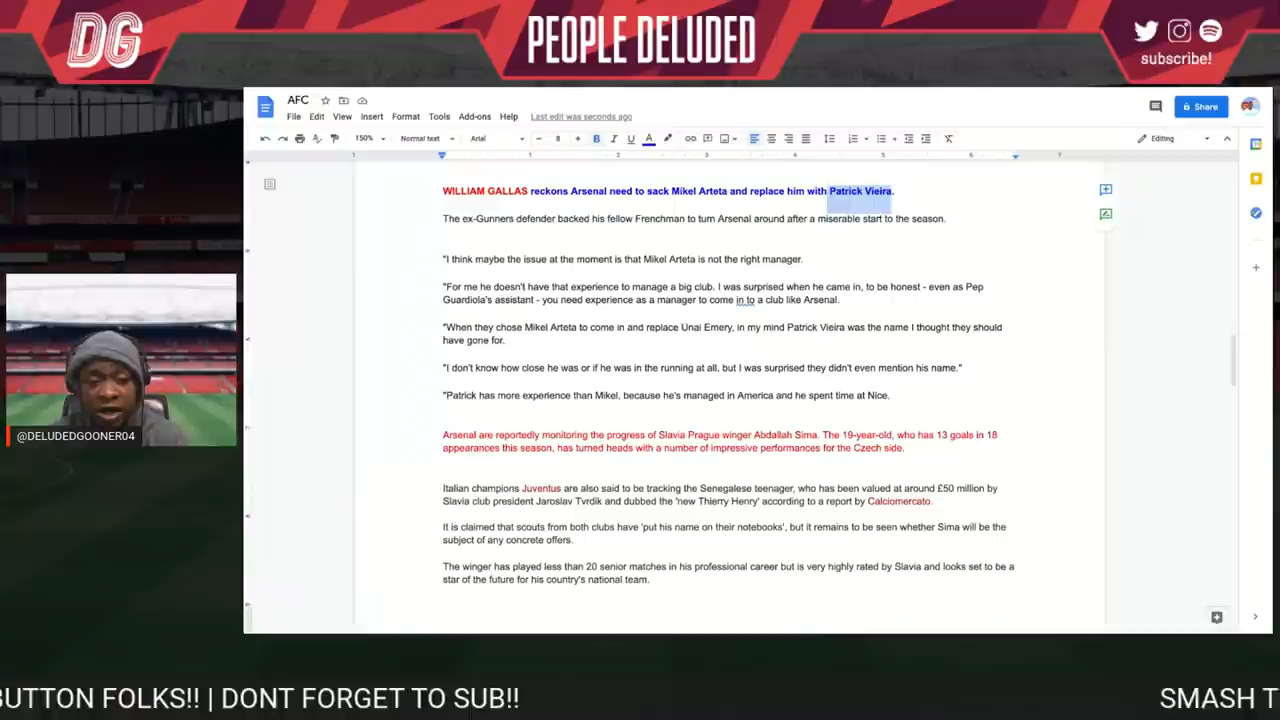 DG
PEOPLE DELUDED
subscribe!
AFC
Share
File Edit View Insert Format Tools Add-ons Help Last edit was seconds ago
150% Normal text Arial 8 B I U A Editing
1 1 2 3 4 5 6 7
WILLIAM GALLAS reckons Arsenal need to sack Mikel Arteta and replace him with Patrick Vieira.
The ex-Gunners defender backed his fellow Frenchman to turn Arsenal around after a miserable start to the season.
"I think maybe the issue at the moment is that Mikel Arteta is not the right manager.
"For me he doesn't have that experience to manage a big club. I was surprised when he came in, to be honest - even as Pep
Guardiola's assistant - you need experience as a manager to come in to a club like Arsenal.
"When they chose Mikel Arteta to come in and replace Unai Emery, in my mind Patrick Vieira was the name I thought they should
have gone for.
"I don't know how close he was or if he was in the running at all, but I was surprised they didn't even mention his name."
"Patrick has more experience than Mikel, because he's managed in America and he spent time at Nice.
Arsenal are reportedly monitoring the progress of Slavia Prague winger Abdallah Sima. The 19-year-old, who has 13 goals in 18
appearances this season, has turned heads with a number of impressive performances for the Czech side.
Italian champions Juventus are also said to be tracking the Senegalese teenager, who has been valued at around £50 million by
Slavia club president Jaroslav Tvrdik and dubbed the 'new Thierry Henry' according to a report by Calciomercato.
It is claimed that scouts from both clubs have 'put his name on their notebooks', but it remains to be seen whether Sima will be the
subject of any concrete offers.
The winger has played less than 20 senior matches in his professional career but is very highly rated by Slavia and looks set to be a
star of the future for his country's national team.
@DELUDEDGOONER04
BUTTON FOLKS!! | DONT FORGET TO SUB!! SMASH T